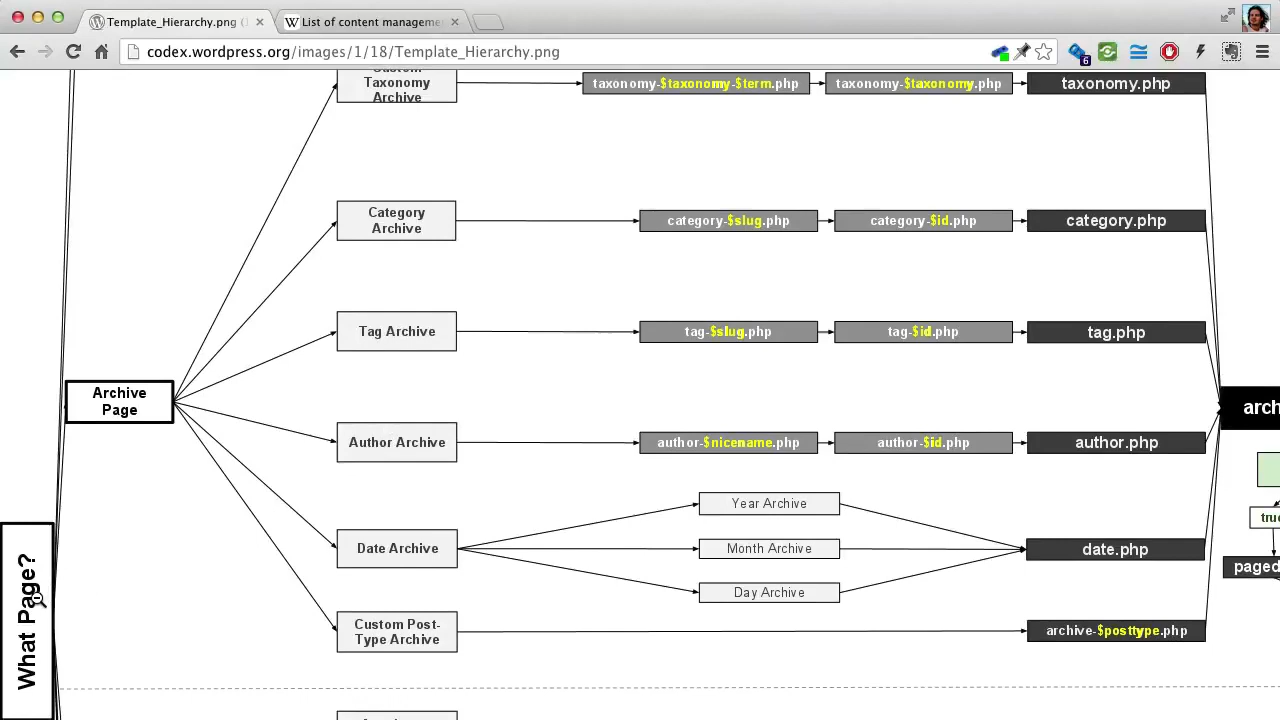 Template_Hierarchy.png (1
List of content manageme
codex.wordpress.org/images/1/18/Template_Hierarchy.png
6
Custom
Taxonomy
Archive
taxonomy-$taxonomy-$term.php
taxonomy-$taxonomy.php
taxonomy.php
Category
Archive
category-$slug.php
category-$id.php
category.php
Tag Archive
tag-$slug.php
tag-$id.php
tag.php
Archive
Page
arch
Author Archive
author-$nicename.php
author-$id.php
author.php
Year Archive
true
Date Archive
Month Archive
date.php
paged
Day Archive
What Page?
Custom Post-
Type Archive
archive-$posttype.php